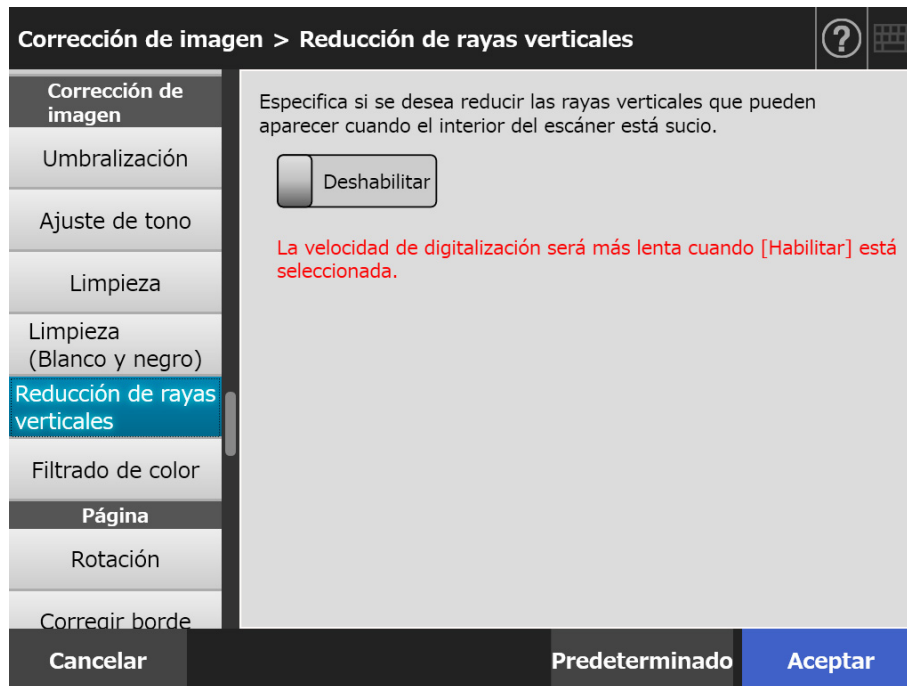 Corrección de imagen > Reducción de rayas verticales
?
Corrección de
imagen
Umbralización
Ajuste de tono
Limpieza
Limpieza
(Blanco y negro)
Reducción de rayas
verticales
Filtrado de color
Página
Rotación
Corregir borde
Especifica si se desea reducir las rayas verticales que pueden
aparecer cuando el interior del escáner está sucio.
Deshabilitar
La velocidad de digitalización será más lenta cuando [Habilitar] está
seleccionada.
Cancelar
Predeterminado
Aceptar